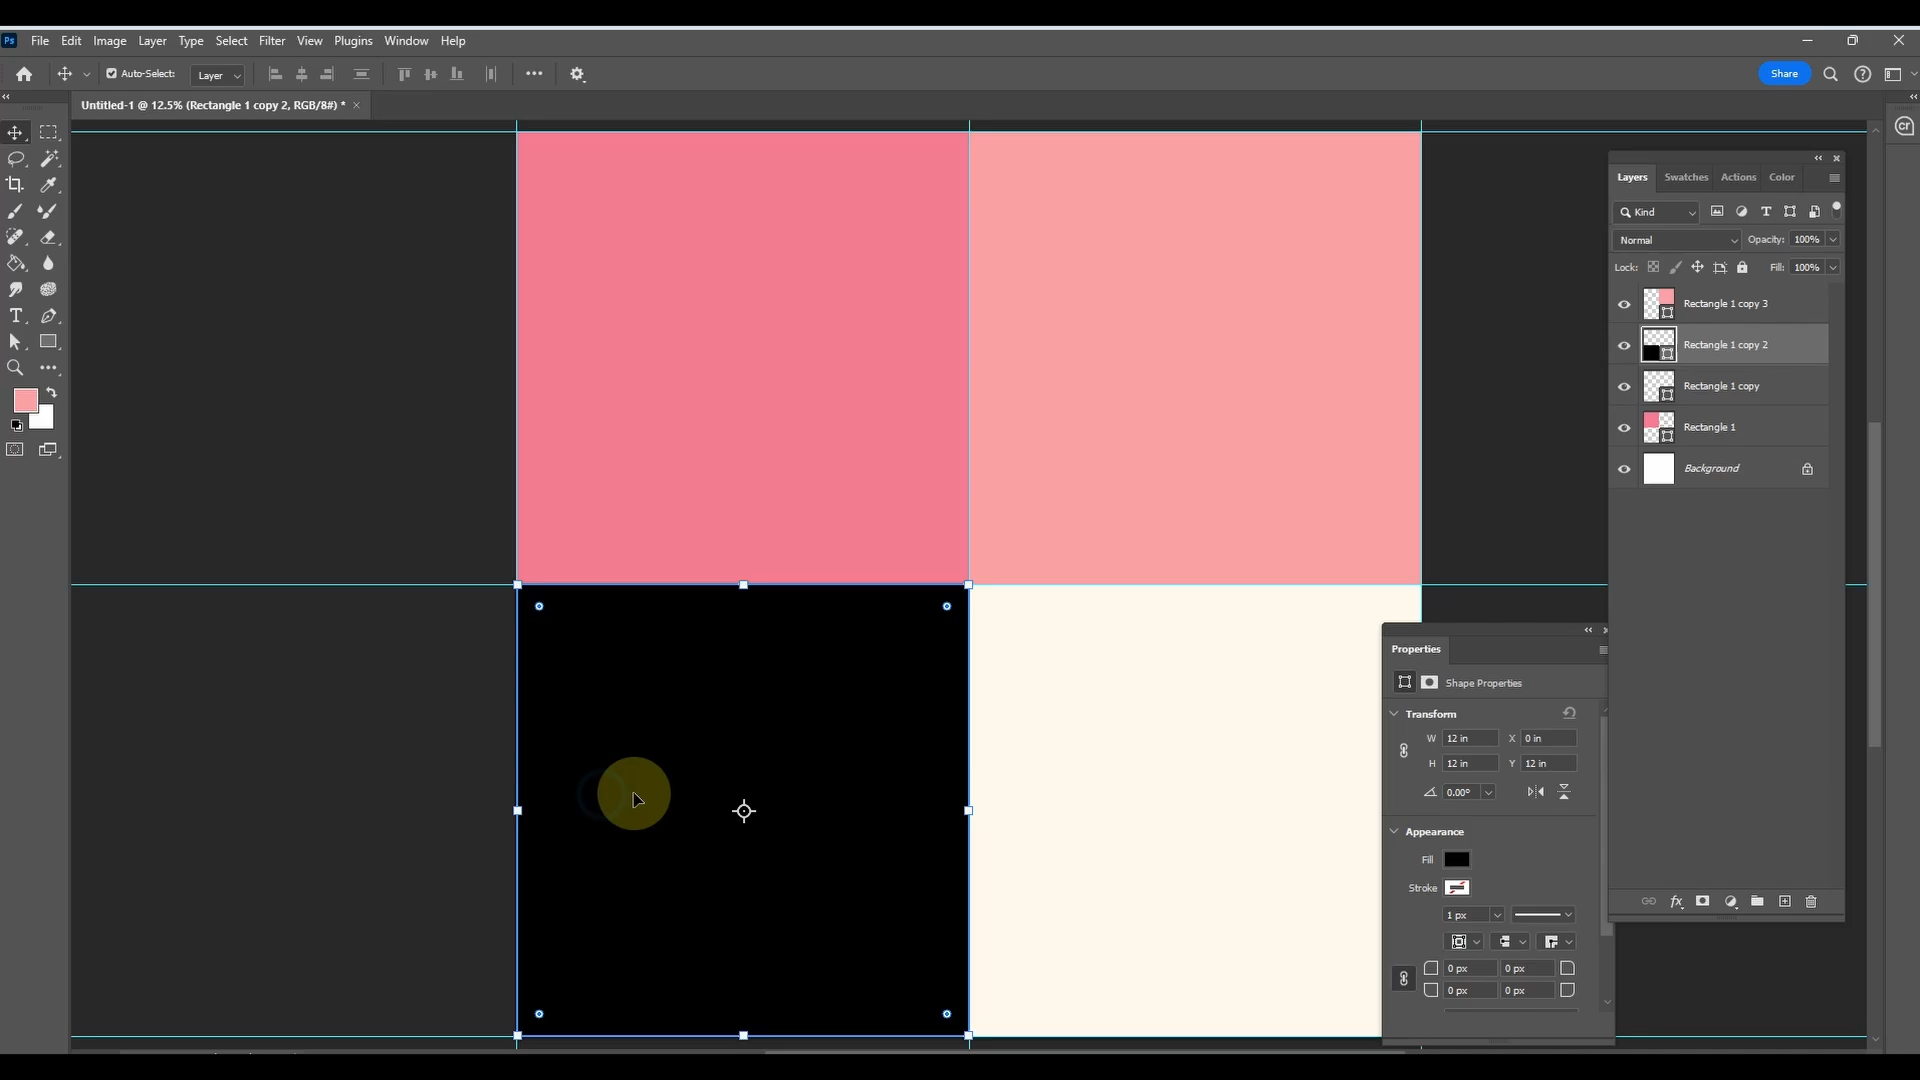 Ps File Edit Image Layer Type Select Filter View Plugins Window Help
Auto-Select: Layer Share
Untitled-1 @ 12.5% (Rectangle 1 copy 2, RGB/8#) *
Layers Swatches Actions Color
Kind
Normal Opacity: 100%
Lock: Fill: 100%
Rectangle 1 copy 3
Rectangle 1 copy 2
Rectangle 1 copy
Rectangle 1
Background
Properties
Shape Properties
Transform
W 12 in X 0 in
H 12 in Y 12 in
0.00°
Appearance
Fill
Stroke
1 px
0 px 0 px
0 px 0 px